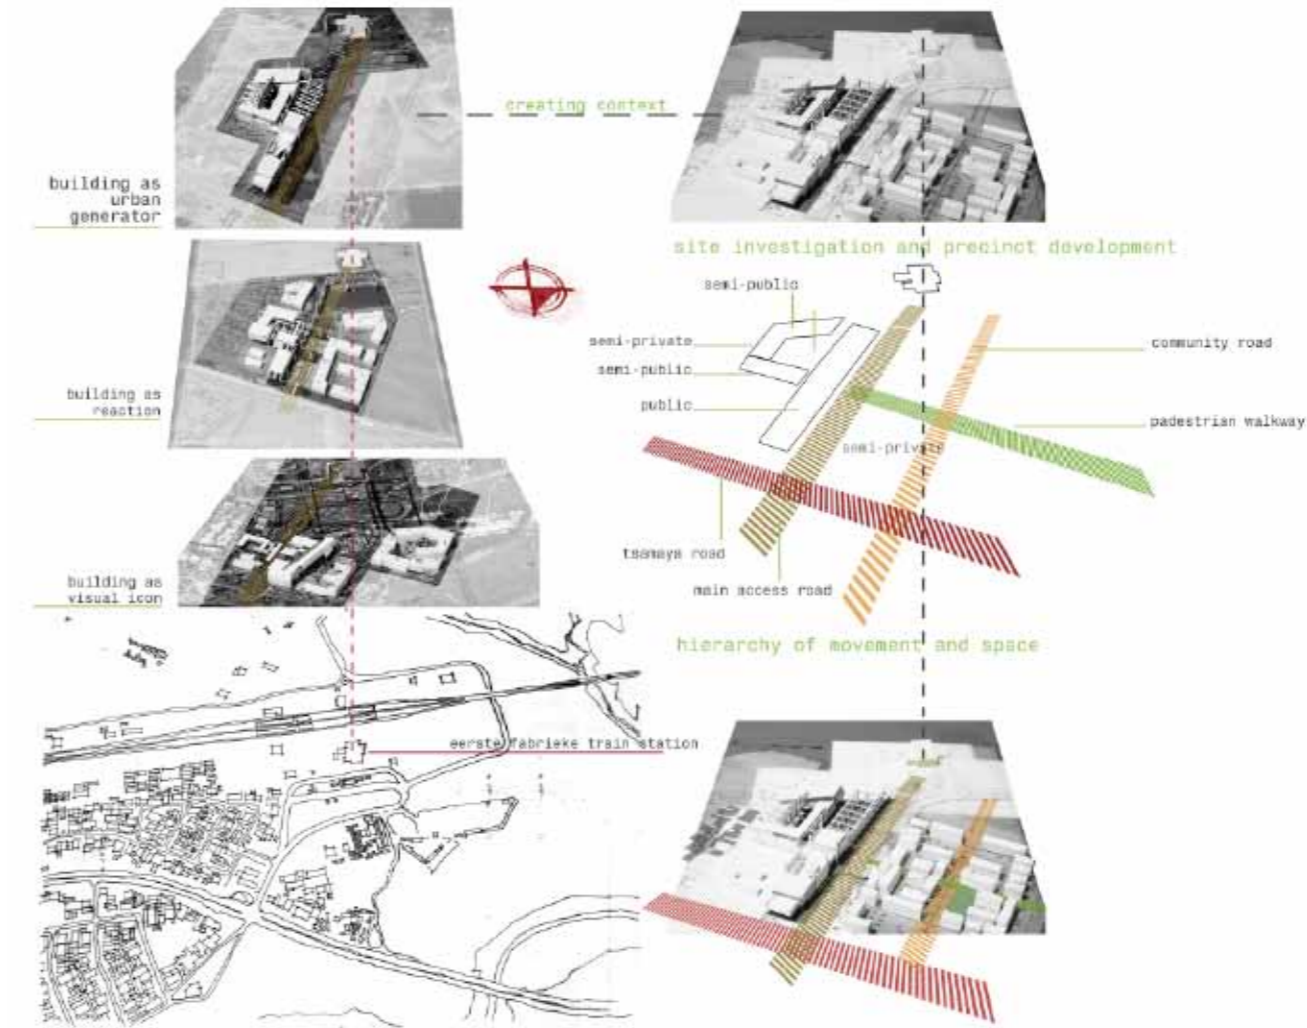 creating context
building as
urban
generator
site investigation and precinct development
building as
reaction
semi-public
semi-private
semi-public
public
semi-private
community road
padestrian walkway
tsamaya road
main access road
building as
visual icon
hierarchy of movement and space
eerste fabrieke train station